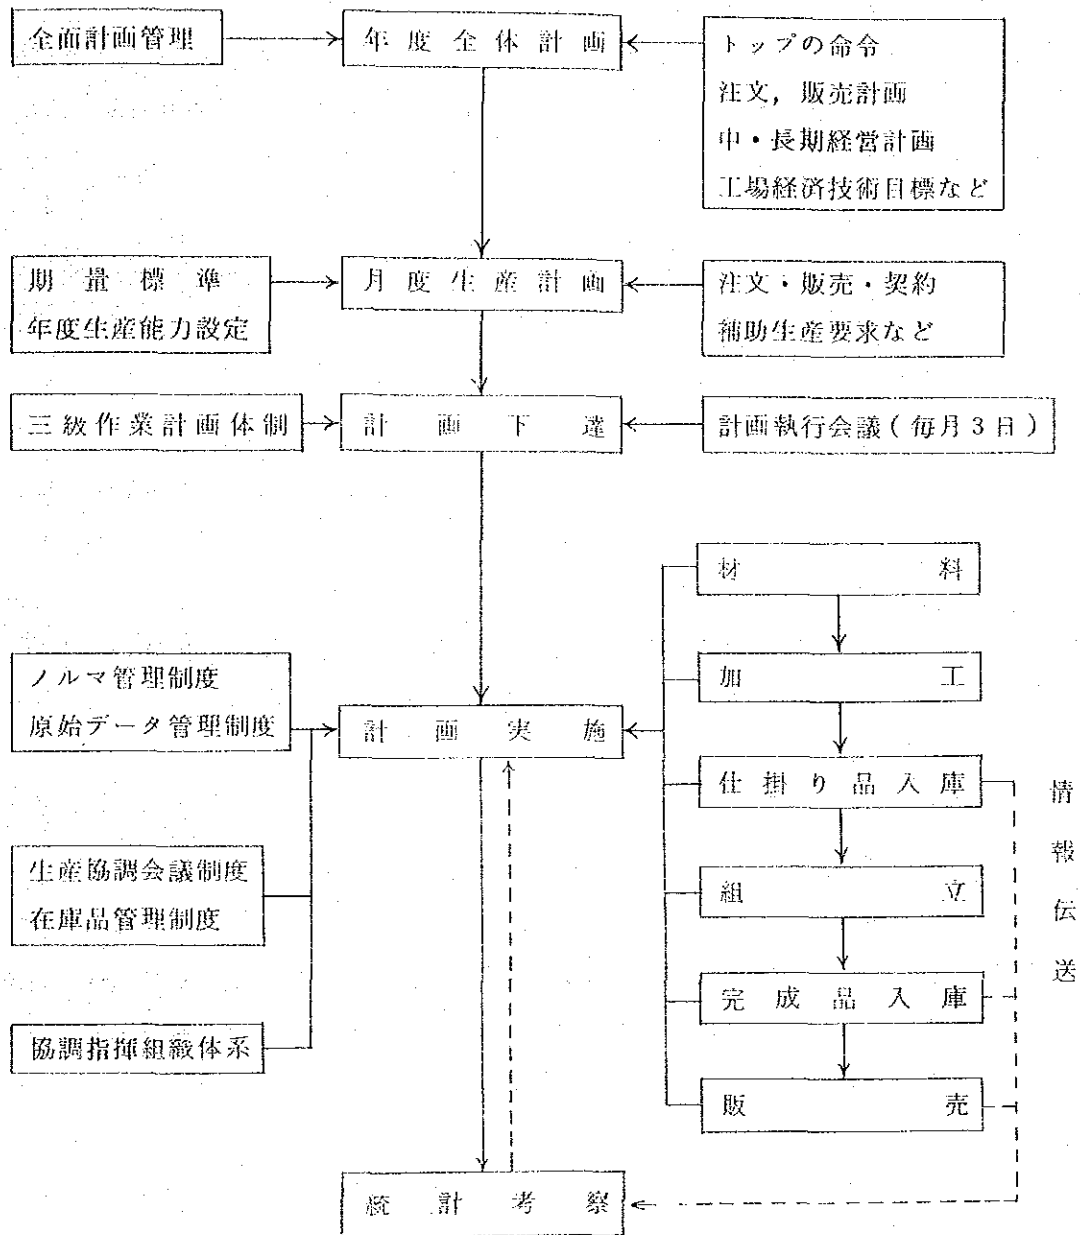 全面計画管理
年度全体計画
トップの命令
注文，販売計画
中・長期経営計画
工場経済技術目標など
期量標準
年度生産能力設定
月度生産計画
注文・販売・契約
補助生産要求など
三級作業計画体制
計画下達
計画執行会議（毎月3日）
材料
加工
ノルマ管理制度
原始データ管理制度
計画実施
仕掛り品入庫
生産協調会議制度
在庫品管理制度
組立
完成品入庫
協調指揮組織体系
販売
情報伝送
統計考察